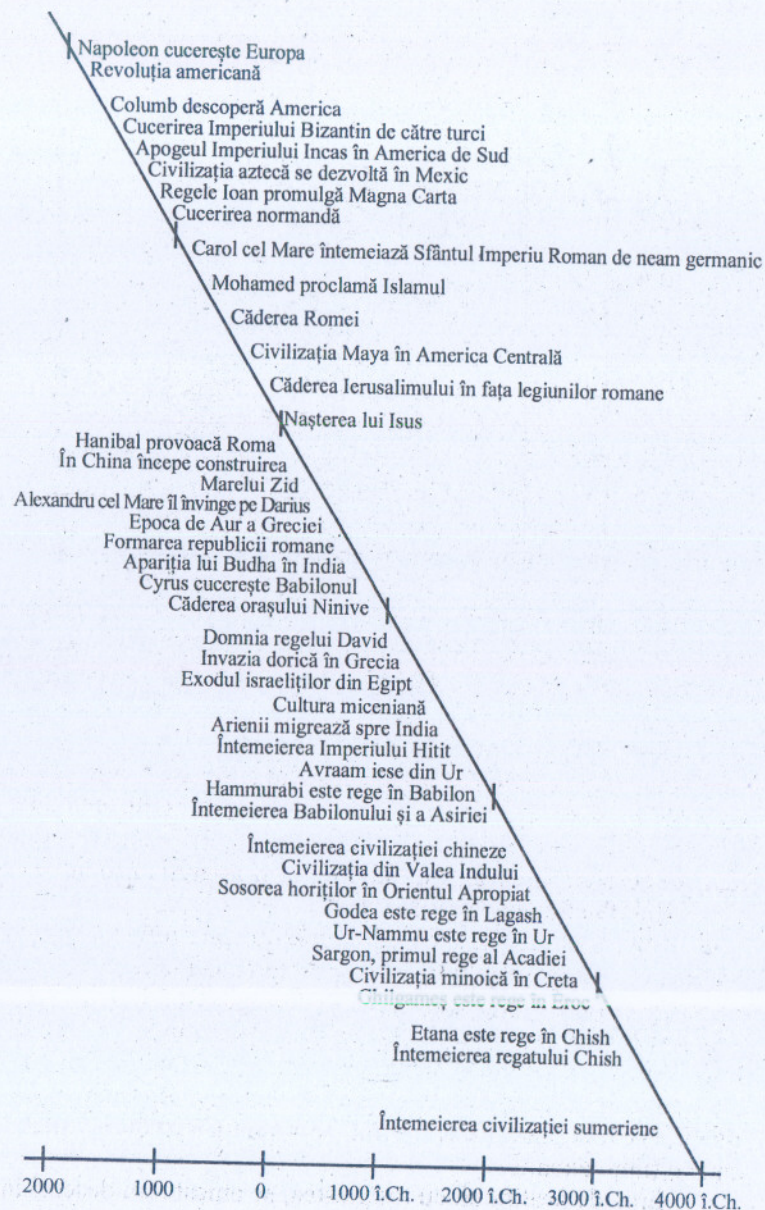 Napoleon cucerește Europa
Revoluția americană
Columb descoperă America
Cucerirea Imperiului Bizantin de către turci
Apogeul Imperiului Incas în America de Sud
Civilizația aztecă se dezvoltă în Mexic
Regele Ioan promulgă Magna Carta
Cucerirea normandă
Carol cel Mare întemeiază Sfântul Imperiu Roman de neam germanic
Mohamed proclamă Islamul
Căderea Romei
Civilizația Maya în America Centrală
Căderea Ierusalimului în fața legiunilor romane
Nașterea lui Isus
Hanibal provoacă Roma
În China începe construirea
Marelui Zid
Alexandru cel Mare îl învinge pe Darius
Epoca de Aur a Greciei
Formarea republicii romane
Apariția lui Budha în India
Cyrus cucerește Babilonul
Căderea orașului Ninive
Domnia regelui David
Invazia dorică în Grecia
Exodul israeliților din Egipt
Cultura miceniană
Arienii migrează spre India
Întemeierea Imperiului Hitit
Avraam iese din Ur
Hammurabi este rege în Babilon
Întemeierea Babilonului și a Asiriei
Întemeierea civilizației chineze
Civilizația din Valea Indului
Sosorea horiților în Orientul Apropiat
Godea este rege în Lagash
Ur-Nammu este rege în Ur
Sargon, primul rege al Acadiei
Civilizația minoică în Creta
Ghilgameș este rege în Eroc
Etana este rege în Chish
Întemeierea regatului Chish
Întemeierea civilizației sumeriene
2000 1000 0 1000 î.Ch. 2000 î.Ch. 3000 î.Ch. 4000 î.Ch.